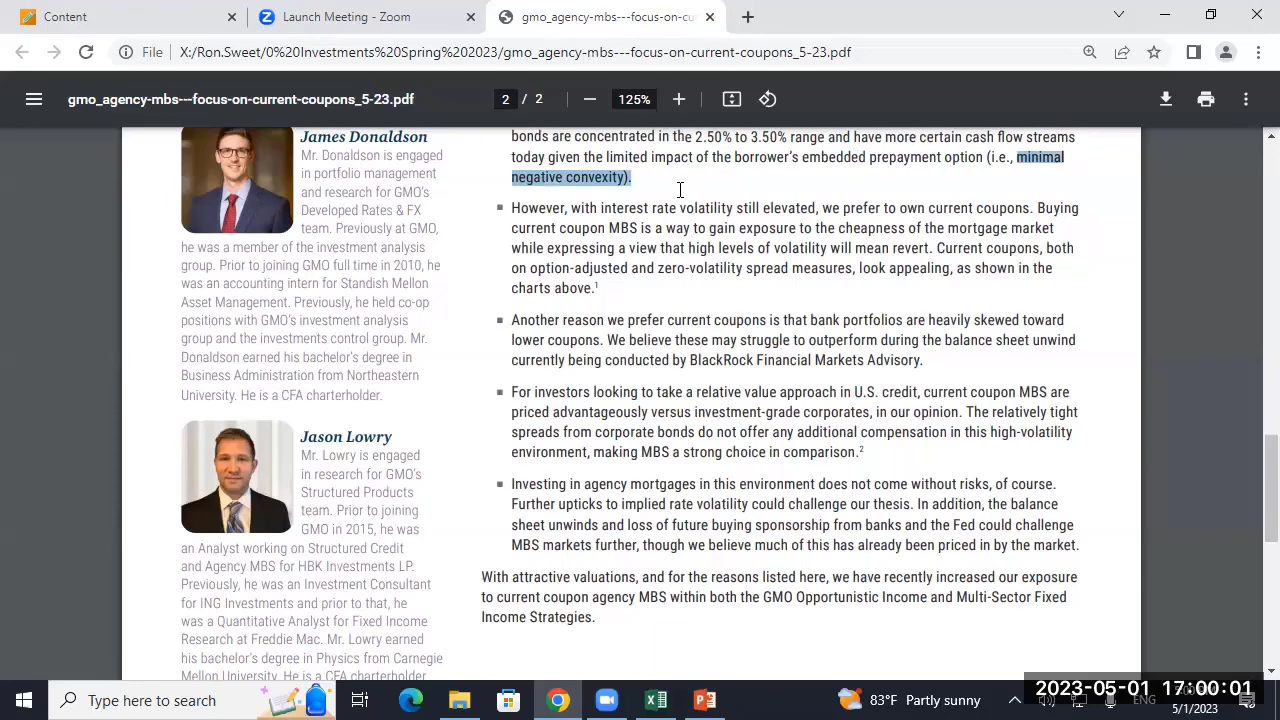 Content
Launch Meeting - Zoom
gmo_agency-mbs---focus-on-cu
File
X:/Ron.Sweet/0%20Investments%20Spring%202023/gmo_agency-mbs---focus-on-current-coupons_5-23.pdf
gmo_agency-mbs---focus-on-current-coupons_5-23.pdf
2 / 2
125%
James Donaldson
Mr. Donaldson is engaged
in portfolio management
and research for GMO's
Developed Rates & FX
team. Previously at GMO,
he was a member of the investment analysis
group. Prior to joining GMO full time in 2010, he
was an accounting intern for Standish Mellon
Asset Management. Previously, he held co-op
positions with GMO's investment analysis
group and the investments control group. Mr.
Donaldson earned his bachelor's degree in
Business Administration from Northeastern
University. He is a CFA charterholder.
Jason Lowry
Mr. Lowry is engaged
in research for GMO's
Structured Products
team. Prior to joining
GMO in 2015, he was
an Analyst working on Structured Credit
and Agency MBS for HBK Investments LP.
Previously, he was an Investment Consultant
for ING Investments and prior to that, he
was a Quantitative Analyst for Fixed Income
Research at Freddie Mac. Mr. Lowry earned
his bachelor's degree in Physics from Carnegie
Mellon University. He is a CFA charterholder
bonds are concentrated in the 2.50% to 3.50% range and have more certain cash flow streams
today given the limited impact of the borrower's embedded prepayment option (i.e., minimal
negative convexity).
However, with interest rate volatility still elevated, we prefer to own current coupons. Buying
current coupon MBS is a way to gain exposure to the cheapness of the mortgage market
while expressing a view that high levels of volatility will mean revert. Current coupons, both
on option-adjusted and zero-volatility spread measures, look appealing, as shown in the
charts above.1
Another reason we prefer current coupons is that bank portfolios are heavily skewed toward
lower coupons. We believe these may struggle to outperform during the balance sheet unwind
currently being conducted by BlackRock Financial Markets Advisory.
For investors looking to take a relative value approach in U.S. credit, current coupon MBS are
priced advantageously versus investment-grade corporates, in our opinion. The relatively tight
spreads from corporate bonds do not offer any additional compensation in this high-volatility
environment, making MBS a strong choice in comparison.2
Investing in agency mortgages in this environment does not come without risks, of course.
Further upticks to implied rate volatility could challenge our thesis. In addition, the balance
sheet unwinds and loss of future buying sponsorship from banks and the Fed could challenge
MBS markets further, though we believe much of this has already been priced in by the market.
With attractive valuations, and for the reasons listed here, we have recently increased our exposure
to current coupon agency MBS within both the GMO Opportunistic Income and Multi-Sector Fixed
Income Strategies.
Type here to search
83°F Partly sunny
ENG
2023-05-01 17:00:01
5/1/2023